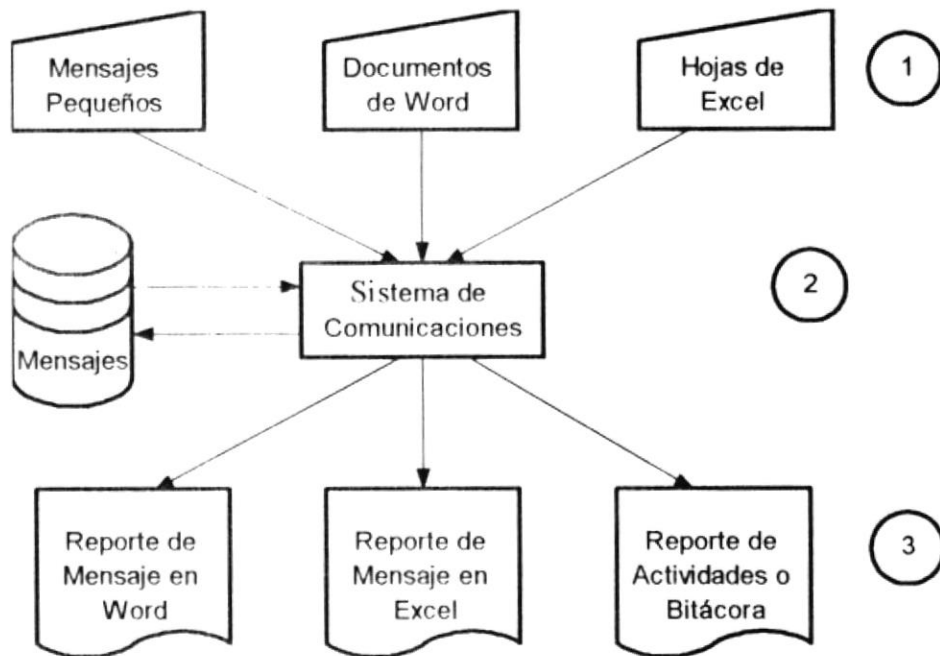 Mensajes
Pequeños
Documentos
de Word
Hojas de
Excel
1
Sistema de
Comunicaciones
Mensajes
2
Reporte de
Mensaje en
Word
Reporte de
Mensaje en
Excel
Reporte de
Actividades o
Bitácora
3